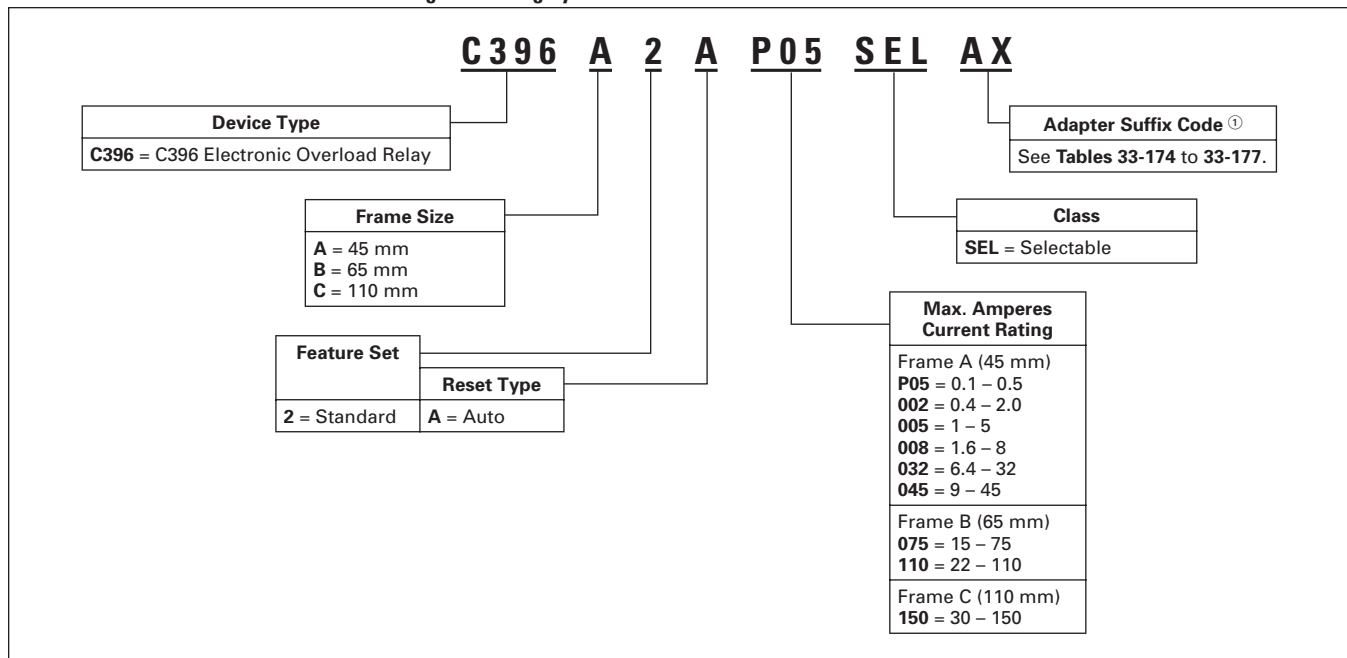 C396 A 2 A P05 SEL AX
Device Type
C396 = C396 Electronic Overload Relay
Adapter Suffix Code ①
See Tables 33-174 to 33-177.
Frame Size
A = 45 mm
B = 65 mm
C = 110 mm
Class
SEL = Selectable
Feature Set
2 = Standard
Reset Type
A = Auto
Max. Amperes
Current Rating
Frame A (45 mm)
P05 = 0.1 – 0.5
002 = 0.4 – 2.0
005 = 1 – 5
008 = 1.6 – 8
032 = 6.4 – 32
045 = 9 – 45
Frame B (65 mm)
075 = 15 – 75
110 = 22 – 110
Frame C (110 mm)
150 = 30 – 150